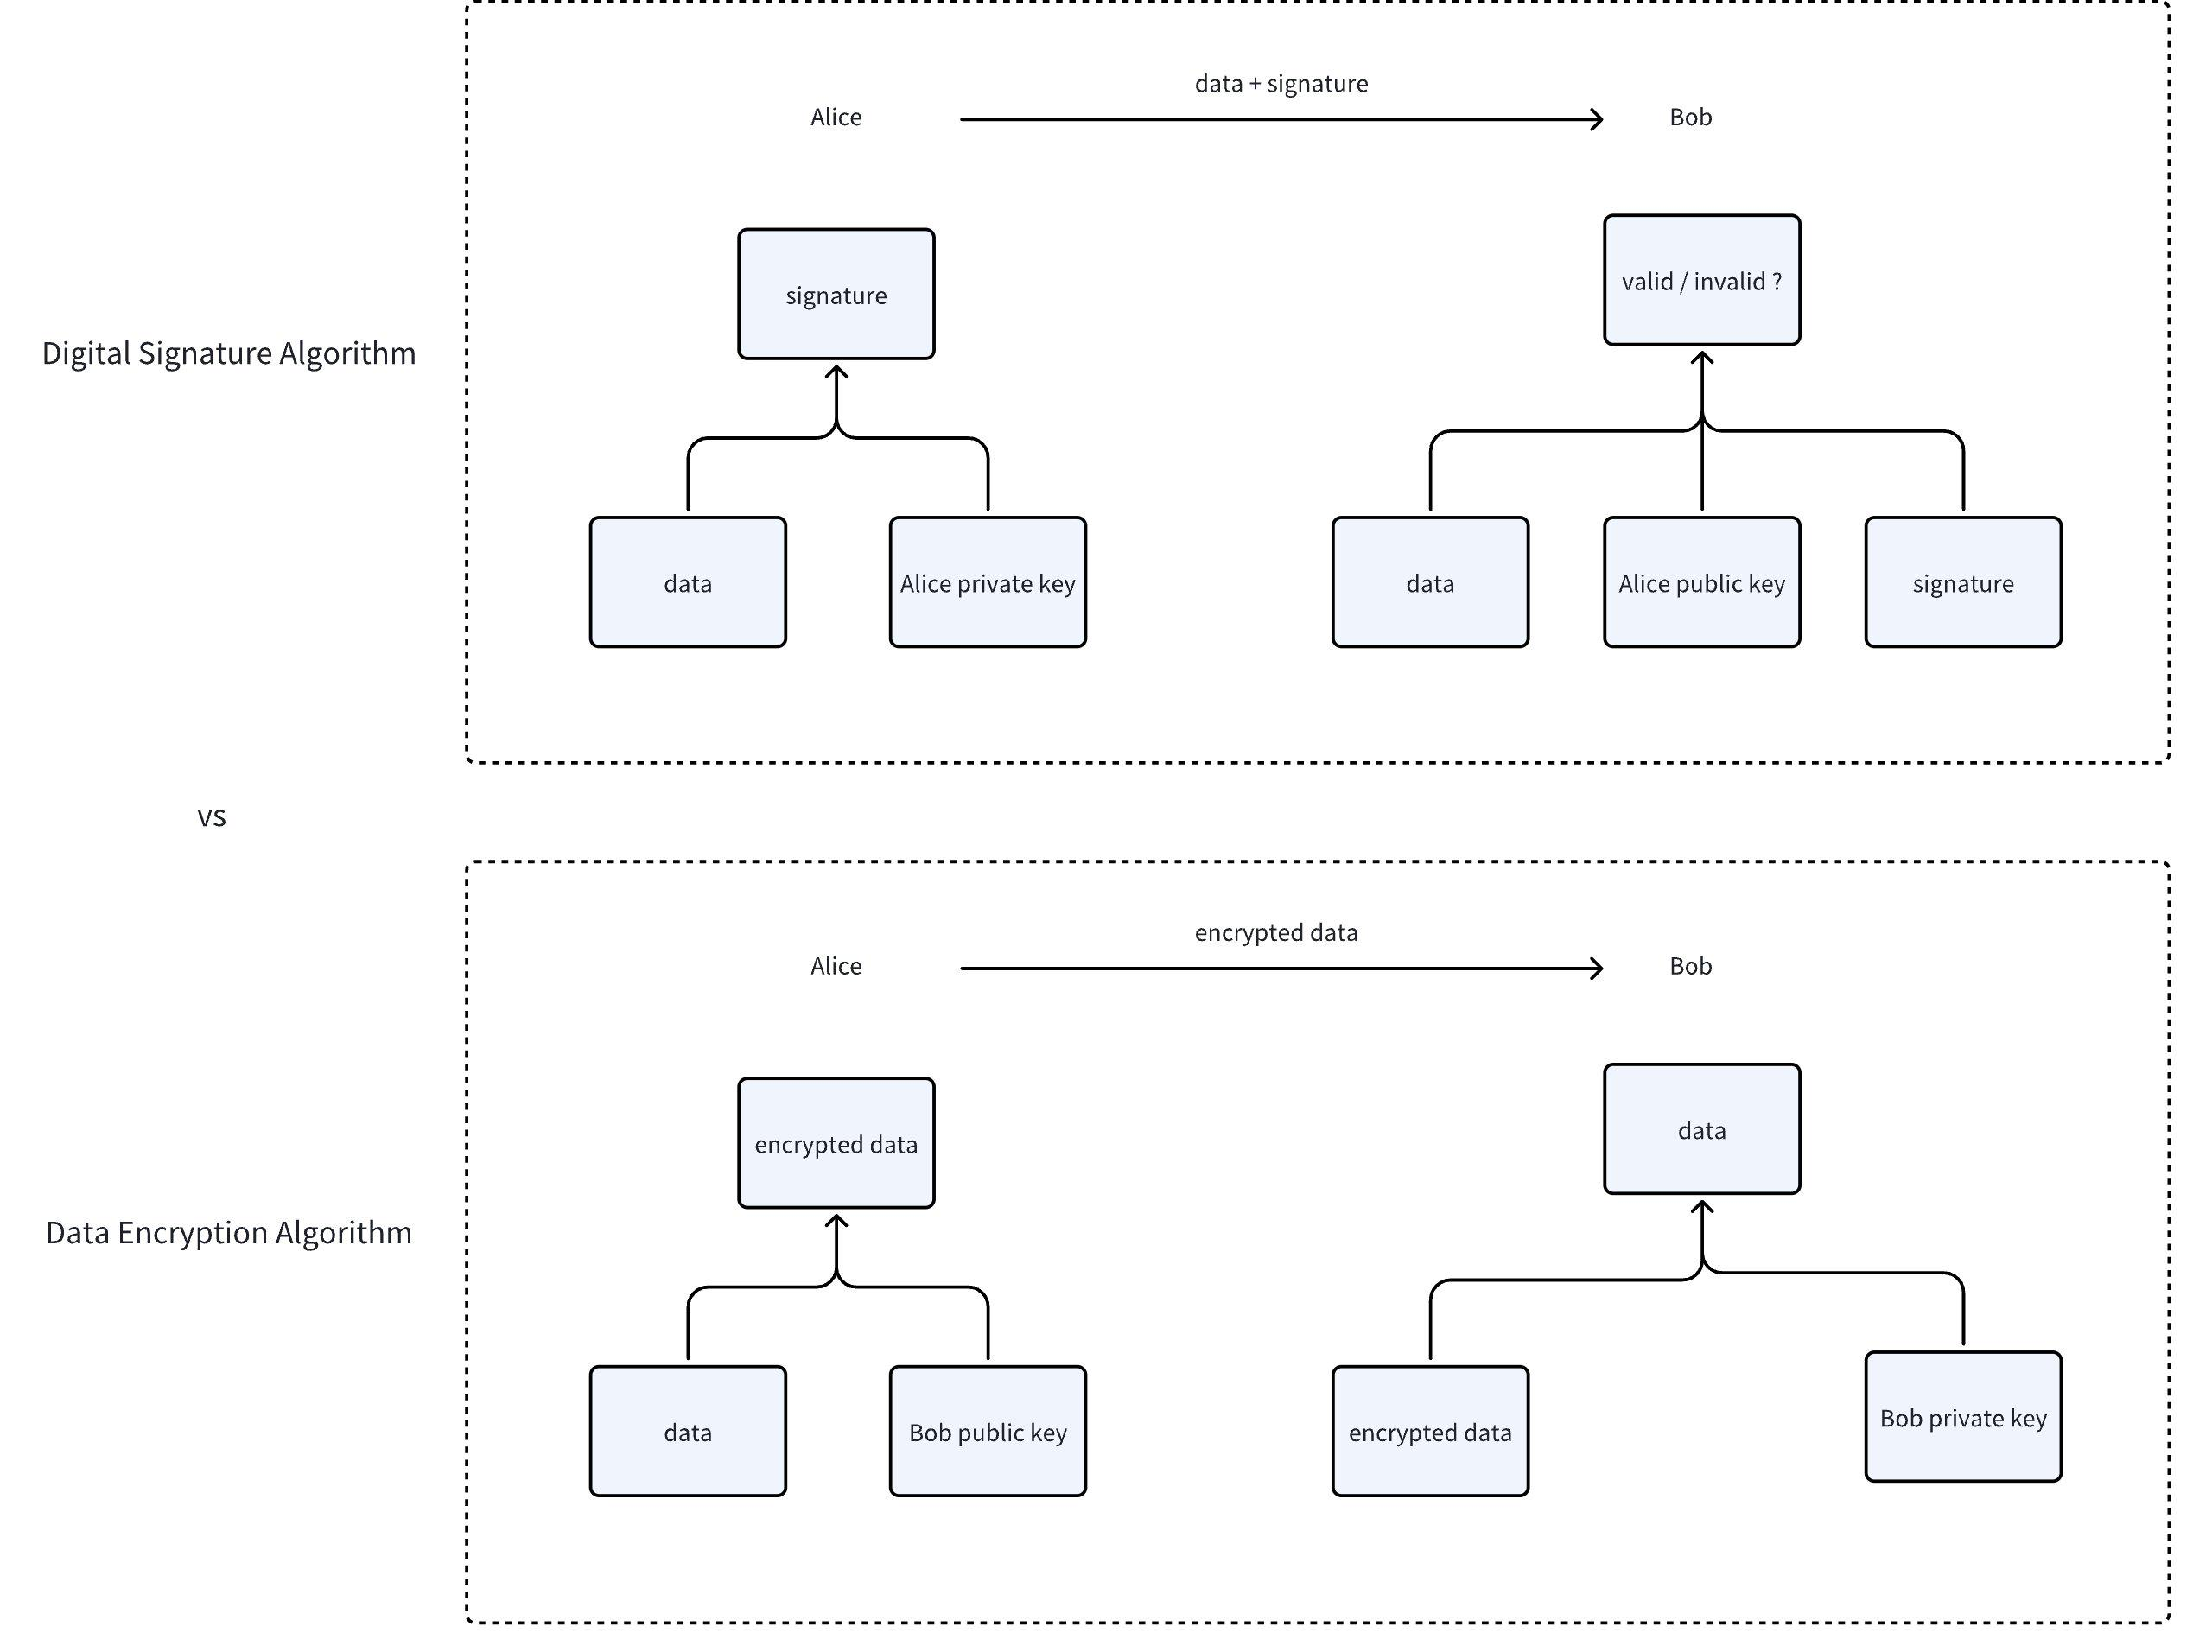 data + signature
Alice
Bob
signature
valid / invalid ?
Digital Signature Algorithm
data
Alice private key
data
Alice public key
signature
vs
encrypted data
Alice
Bob
encrypted data
data
Data Encryption Algorithm
data
Bob public key
encrypted data
Bob private key